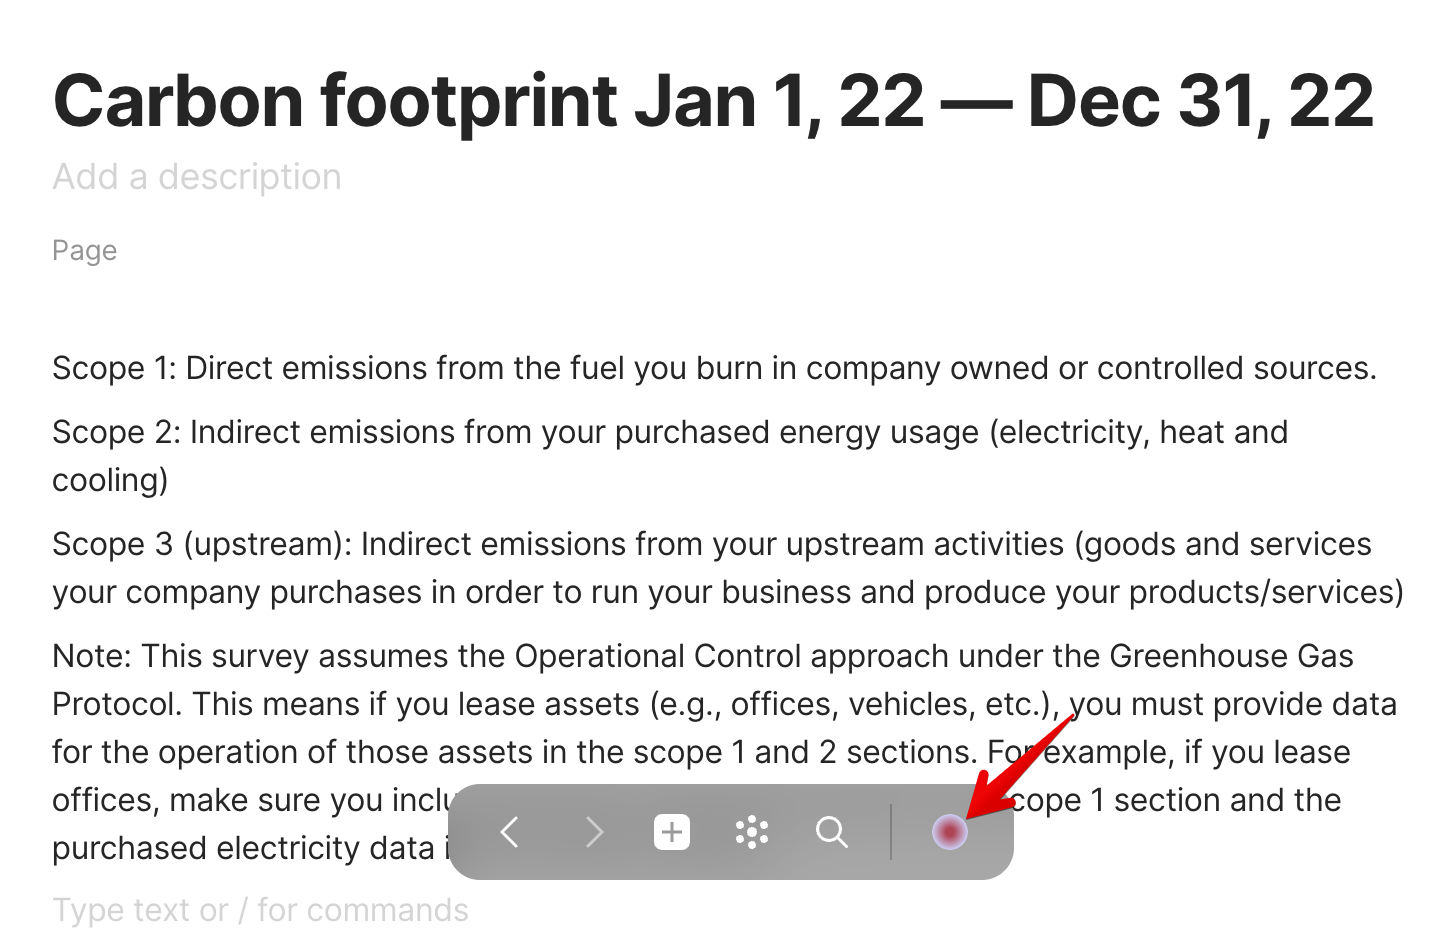 Carbon footprint Jan 1, 22 — Dec 31, 22
Add a description
Page
Scope 1: Direct emissions from the fuel you burn in company owned or controlled sources.
Scope 2: Indirect emissions from your purchased energy usage (electricity, heat and
cooling)
Scope 3 (upstream): Indirect emissions from your upstream activities (goods and services
your company purchases in order to run your business and produce your products/services)
Note: This survey assumes the Operational Control approach under the Greenhouse Gas
Protocol. This means if you lease assets (e.g., offices, vehicles, etc.), you must provide data
for the operation of those assets in the scope 1 and 2 sections. For example, if you lease
offices, make sure you scope 1 section and the
purchased electricity data
Type text or / for commands